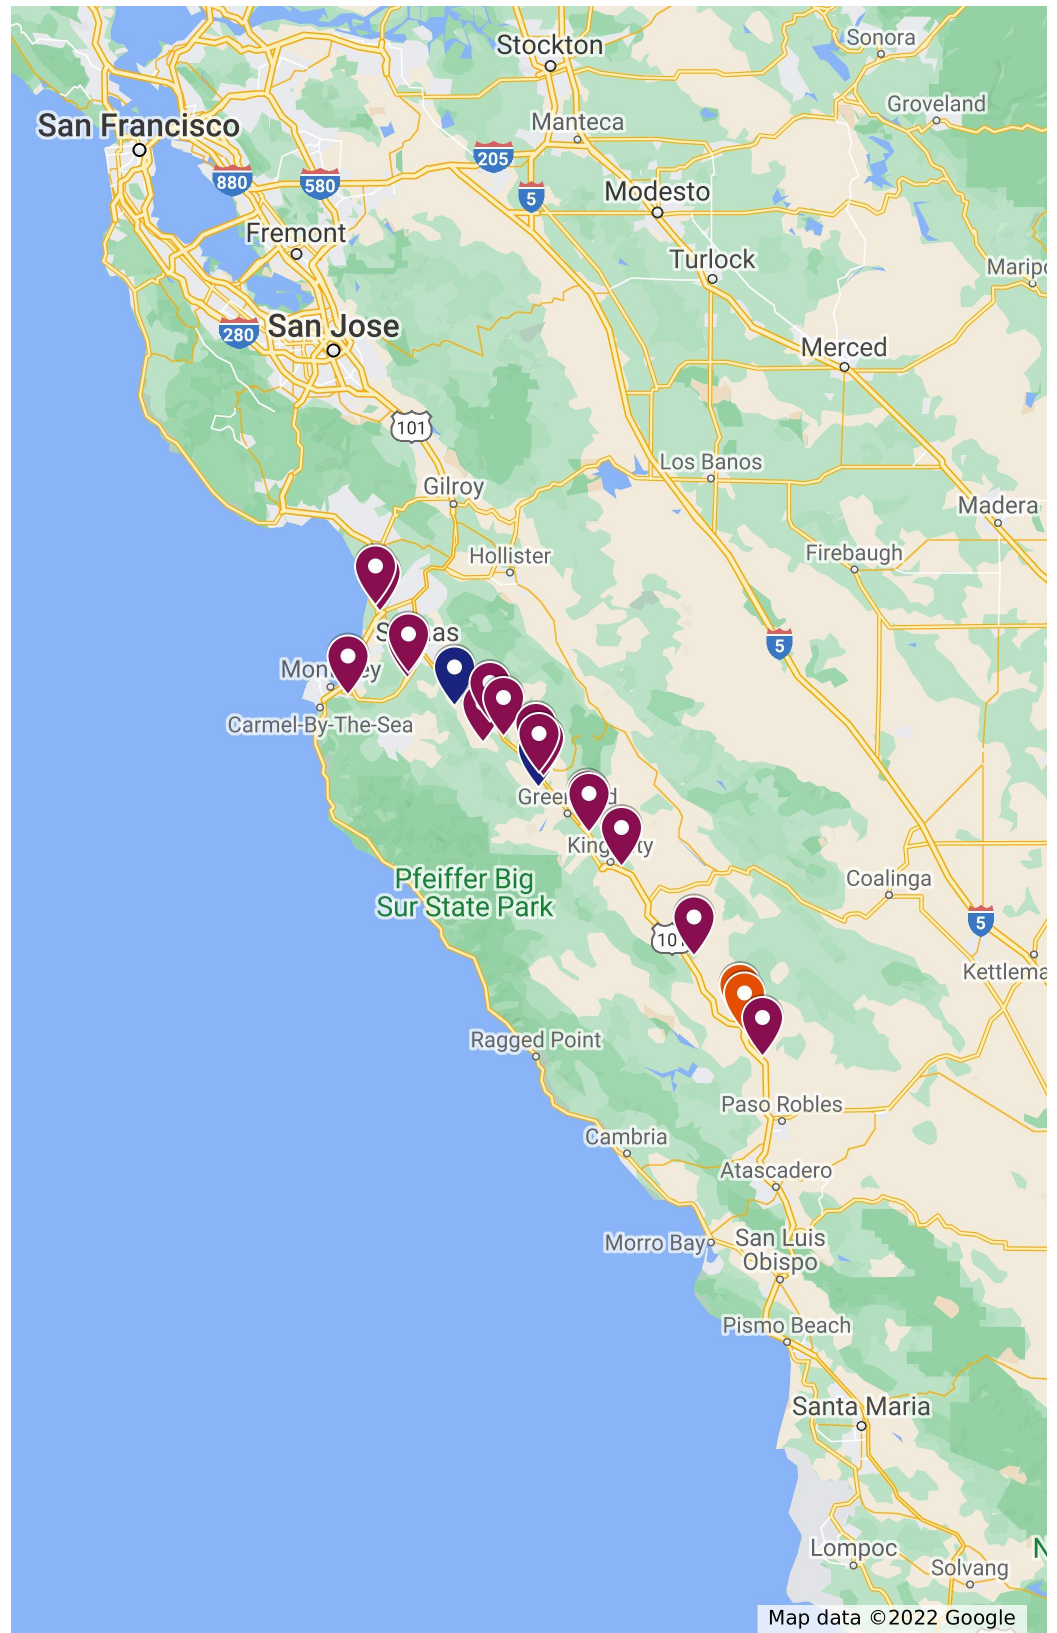 Stockton
Sonora
Groveland
San Francisco
Manteca
205
880
580
5
Modesto
Fremont
Turlock
San Jose
280
Merced
101
Los Banos
Gilroy
Madera
Hollister
Firebaugh
5
Carmel-By-The-Sea
Pfeiffer Big
Sur State Park
Coalinga
5
Ragged Point
Paso Robles
Cambria
Atascadero
Morro Bay
San Luis
Obispo
Pismo Beach
Santa Maria
Lompoc
Solvang
Map data ©2022 Google